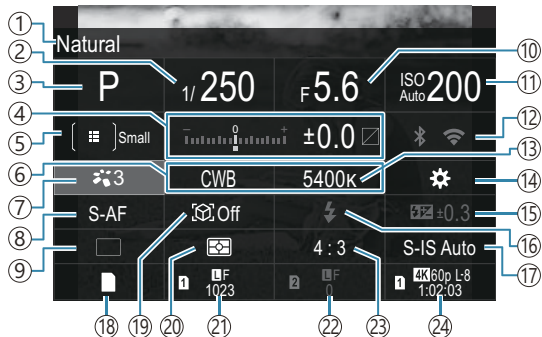 ① Natural
② ③ P 1/250 F5.6 ISO Auto 200 ⑩ ⑪
④ ⑤ [ ] Small − 0 + ±0.0 ⑫
⑥ ⑦ 3 CWB 5400K ⑬ ⑭
⑧ S-AF Off ±0.3 ⑮ ⑯
⑨ 4:3 S-IS Auto ⑰
1 LF 1023 2 LF 0 1 4K 60p L-8 1:02:03
⑱ ⑲ ⑳ ㉑ ㉒ ㉓ ㉔